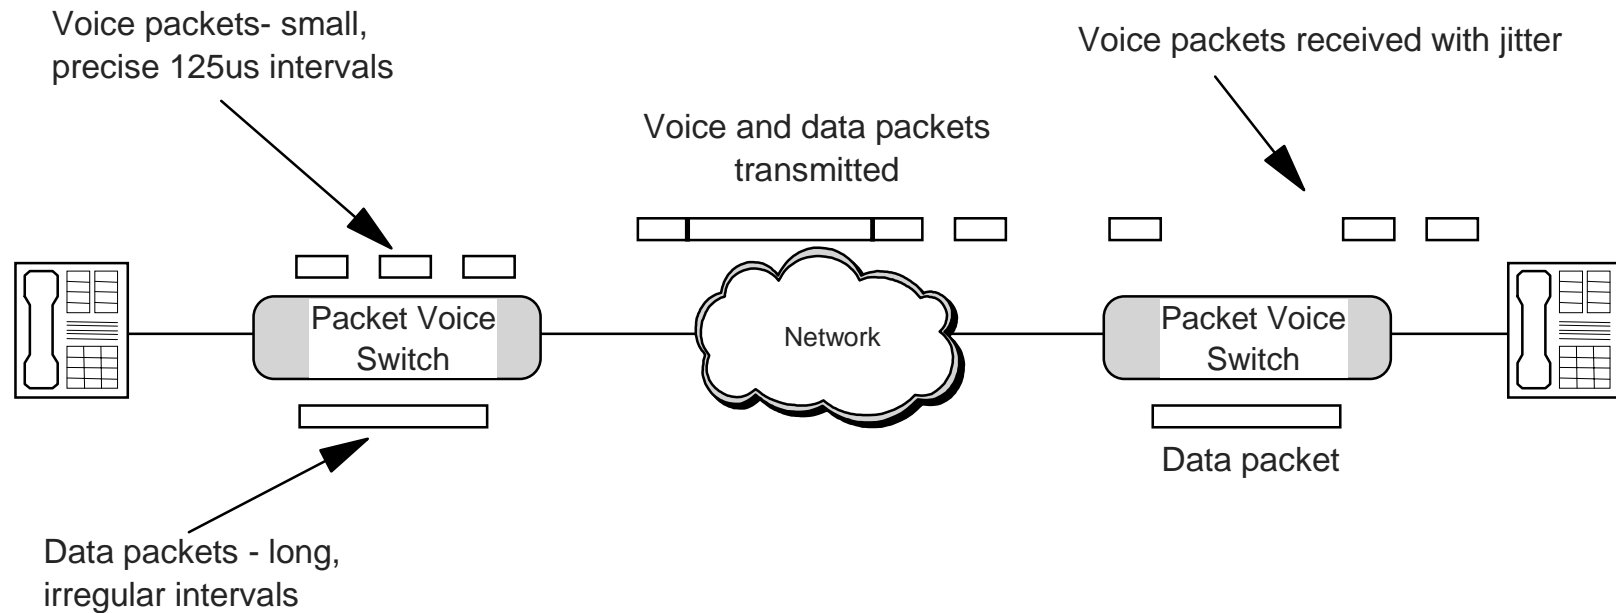 Voice packets- small,
precise 125us intervals
Voice packets received with jitter
Voice and data packets
transmitted
Packet Voice
Switch
Network
Packet Voice
Switch
Data packet
Data packets - long,
irregular intervals